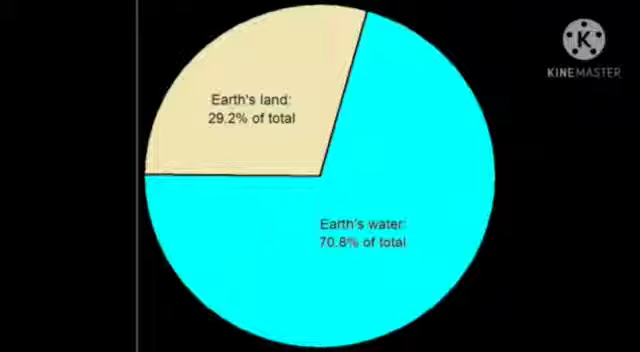 KINEMASTER
Earth's land:
29.2% of total
Earth's water:
70.8% of total